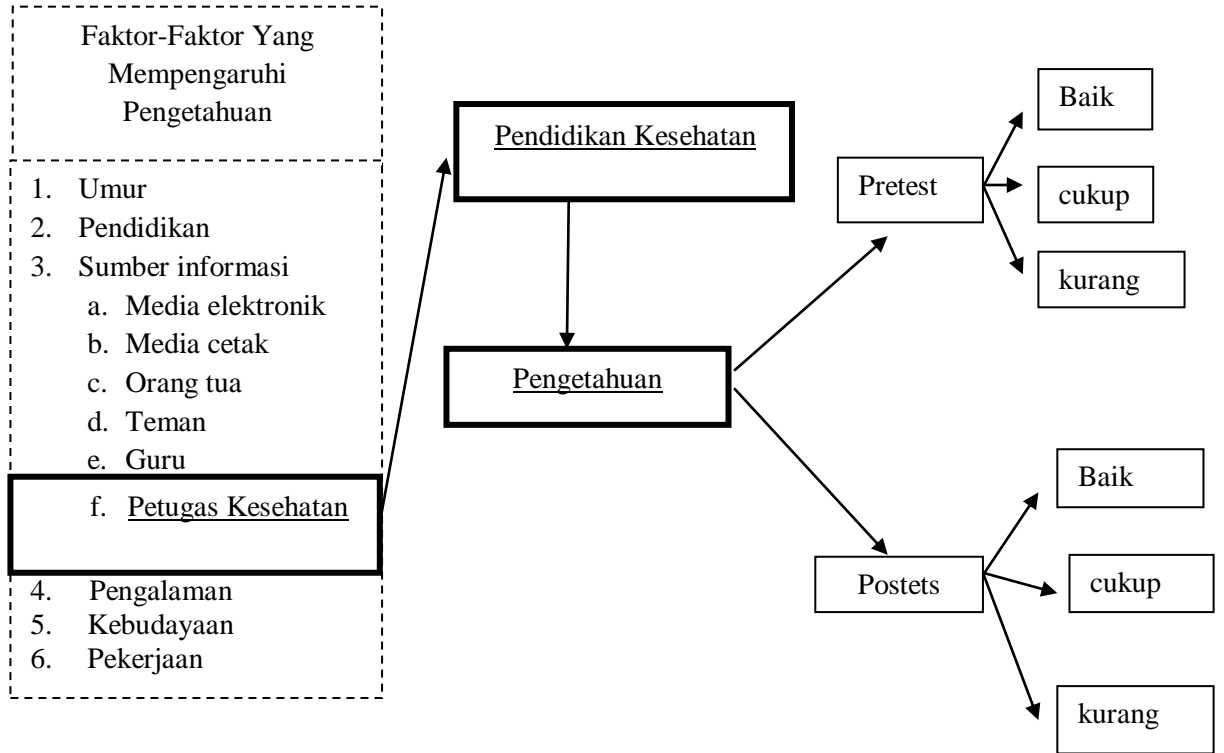 Faktor-Faktor Yang
Mempengaruhi
Pengetahuan
1. Umur
2. Pendidikan
3. Sumber informasi
a. Media elektronik
b. Media cetak
c. Orang tua
d. Teman
e. Guru
f. Petugas Kesehatan
4. Pengalaman
5. Kebudayaan
6. Pekerjaan
Pendidikan Kesehatan
Pengetahuan
Pretest
Baik
cukup
kurang
Postets
Baik
cukup
kurang